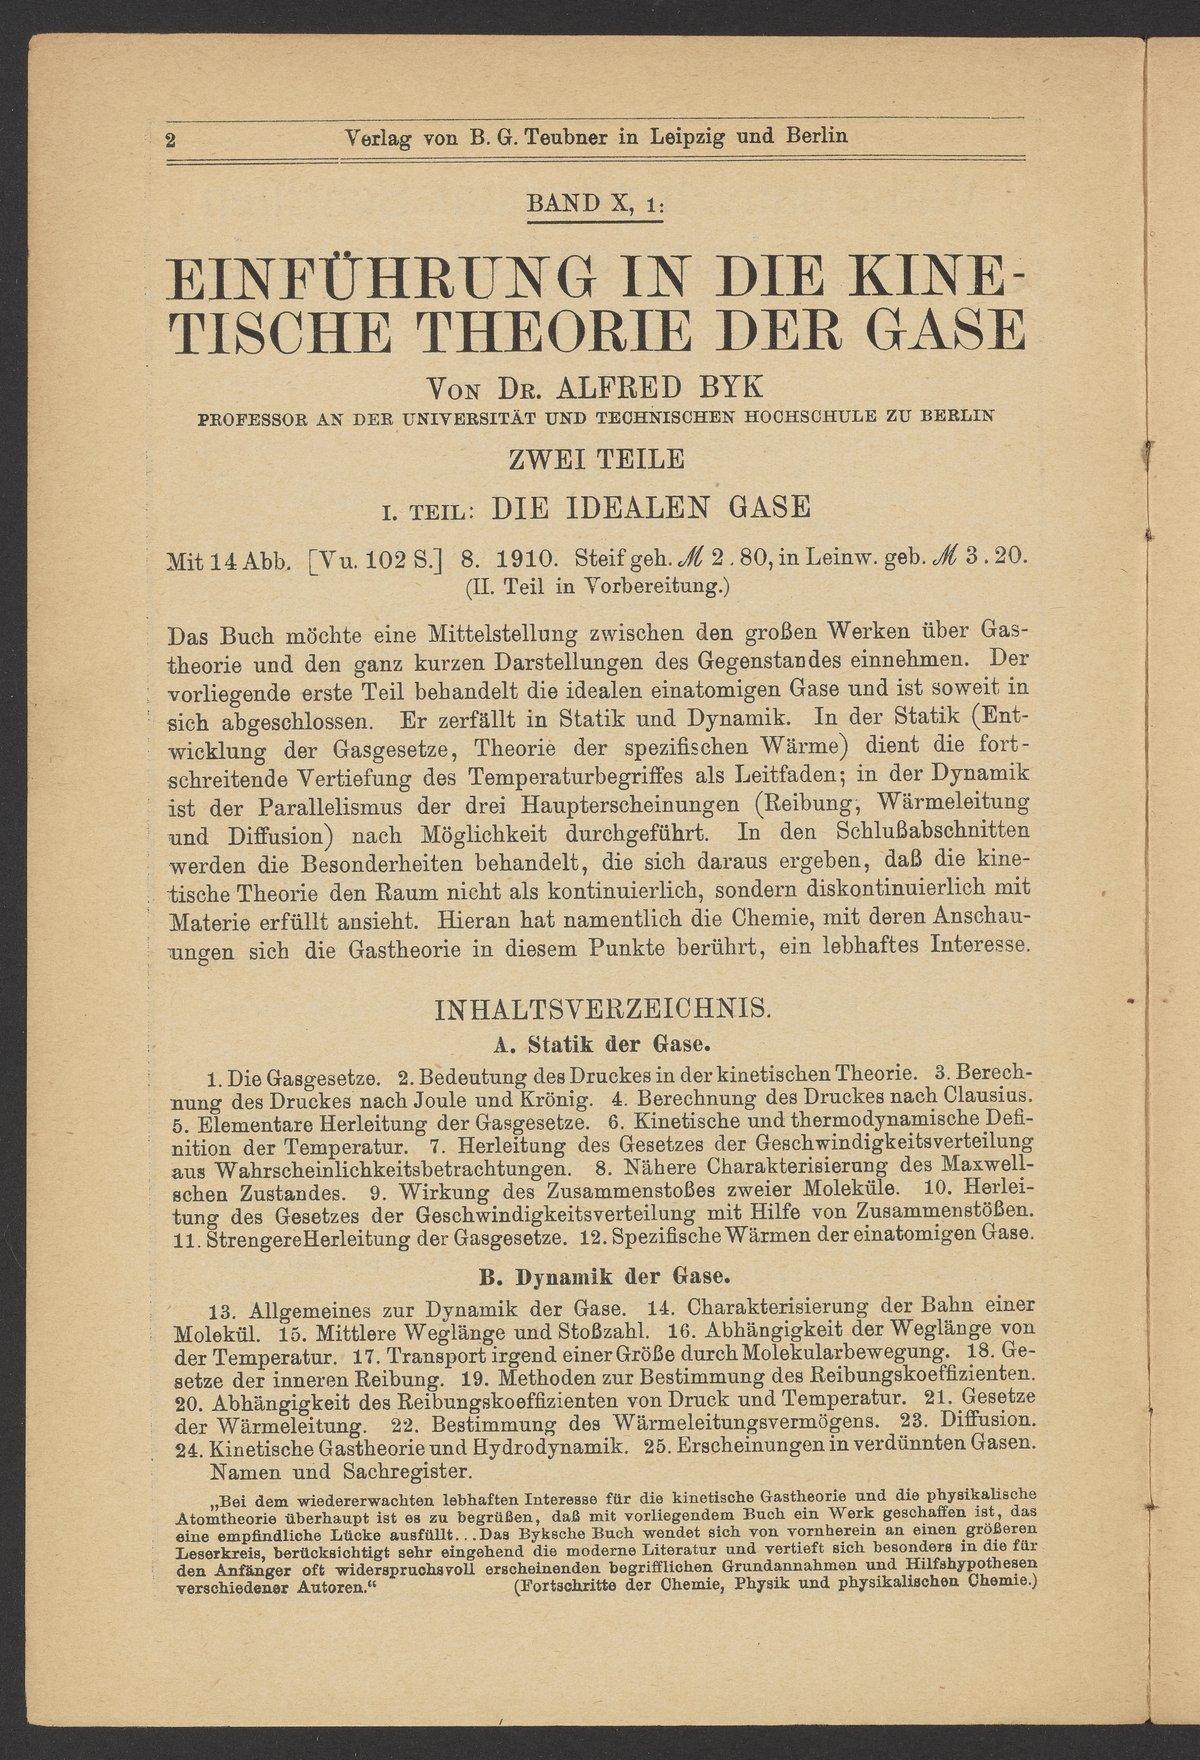 2 Verlag von B. G. Teubner in Leipzig und Berlin
BAND X, 1:
EINFÜHRUNG IN DIE KINE-
TISCHE THEORIE DER GASE
VON DR. ALFRED BYK
PROFESSOR AN DER UNIVERSITÄT UND TECHNISCHEN HOCHSCHULE ZU BERLIN
ZWEI TEILE
I. TEIL: DIE IDEALEN GASE
Mit 14 Abb. [V u. 102 S.] 8. 1910. Steif geh. ℳ 2.80, in Leinw. geb. ℳ 3.20.
(II. Teil in Vorbereitung.)
Das Buch möchte eine Mittelstellung zwischen den großen Werken über Gas-
theorie und den ganz kurzen Darstellungen des Gegenstandes einnehmen. Der
vorliegende erste Teil behandelt die idealen einatomigen Gase und ist soweit in
sich abgeschlossen. Er zerfällt in Statik und Dynamik. In der Statik (Ent-
wicklung der Gasgesetze, Theorie der spezifischen Wärme) dient die fort-
schreitende Vertiefung des Temperaturbegriffes als Leitfaden; in der Dynamik
ist der Parallelismus der drei Haupterscheinungen (Reibung, Wärmeleitung
und Diffusion) nach Möglichkeit durchgeführt. In den Schlußabschnitten
werden die Besonderheiten behandelt, die sich daraus ergeben, daß die kine-
tische Theorie den Raum nicht als kontinuierlich, sondern diskontinuierlich mit
Materie erfüllt ansieht. Hieran hat namentlich die Chemie, mit deren Anschau-
ungen sich die Gastheorie in diesem Punkte berührt, ein lebhaftes Interesse.
INHALTSVERZEICHNIS.
A. Statik der Gase.
1. Die Gasgesetze. 2. Bedeutung des Druckes in der kinetischen Theorie. 3. Berech-
nung des Druckes nach Joule und Krönig. 4. Berechnung des Druckes nach Clausius.
5. Elementare Herleitung der Gasgesetze. 6. Kinetische und thermodynamische Defi-
nition der Temperatur. 7. Herleitung des Gesetzes der Geschwindigkeitsverteilung
aus Wahrscheinlichkeitsbetrachtungen. 8. Nähere Charakterisierung des Maxwell-
schen Zustandes. 9. Wirkung des Zusammenstoßes zweier Moleküle. 10. Herlei-
tung des Gesetzes der Geschwindigkeitsverteilung mit Hilfe von Zusammenstößen.
11. Strengere Herleitung der Gasgesetze. 12. Spezifische Wärmen der einatomigen Gase.
B. Dynamik der Gase.
13. Allgemeines zur Dynamik der Gase. 14. Charakterisierung der Bahn einer
Molekül. 15. Mittlere Weglänge und Stoßzahl. 16. Abhängigkeit der Weglänge von
der Temperatur. 17. Transport irgend einer Größe durch Molekularbewegung. 18. Ge-
setze der inneren Reibung. 19. Methoden zur Bestimmung des Reibungskoeffizienten.
20. Abhängigkeit des Reibungskoeffizienten von Druck und Temperatur. 21. Gesetze
der Wärmeleitung. 22. Bestimmung des Wärmeleitungsvermögens. 23. Diffusion.
24. Kinetische Gastheorie und Hydrodynamik. 25. Erscheinungen in verdünnten Gasen.
Namen und Sachregister.
„Bei dem wiedererwachten lebhaften Interesse für die kinetische Gastheorie und die physikalische
Atomtheorie überhaupt ist es zu begrüßen, daß mit vorliegendem Buch ein Werk geschaffen ist, das
eine empfindliche Lücke ausfüllt... Das Byksche Buch wendet sich von vornherein an einen größeren
Leserkreis, berücksichtigt sehr eingehend die moderne Literatur und vertieft sich besonders in die für
den Anfänger oft widerspruchsvoll erscheinenden begrifflichen Grundannahmen und Hilfshypothesen
verschiedener Autoren.“ (Fortschritte der Chemie, Physik und physikalischen Chemie.)